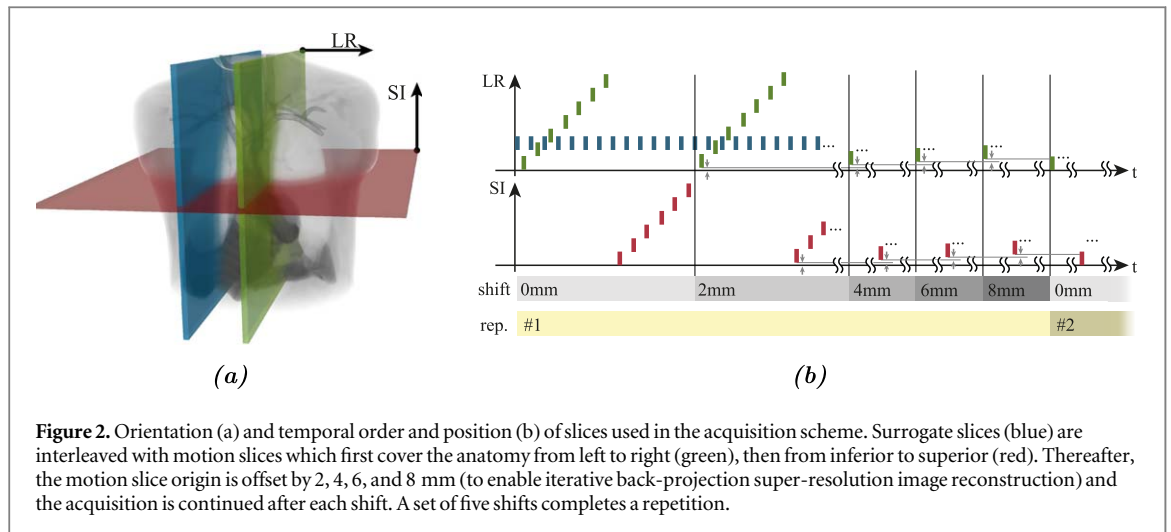 LR
SI
(a)
LR
... ... ... ... ...
t
SI
... ... ... ... ...
t
shift 0mm 2mm 4mm 6mm 8mm 0mm
rep. #1 #2
(b)
Figure 2. Orientation (a) and temporal order and position (b) of slices used in the acquisition scheme. Surrogate slices (blue) are
interleaved with motion slices which first cover the anatomy from left to right (green), then from inferior to superior (red). Thereafter,
the motion slice origin is offset by 2, 4, 6, and 8 mm (to enable iterative back-projection super-resolution image reconstruction) and
the acquisition is continued after each shift. A set of five shifts completes a repetition.